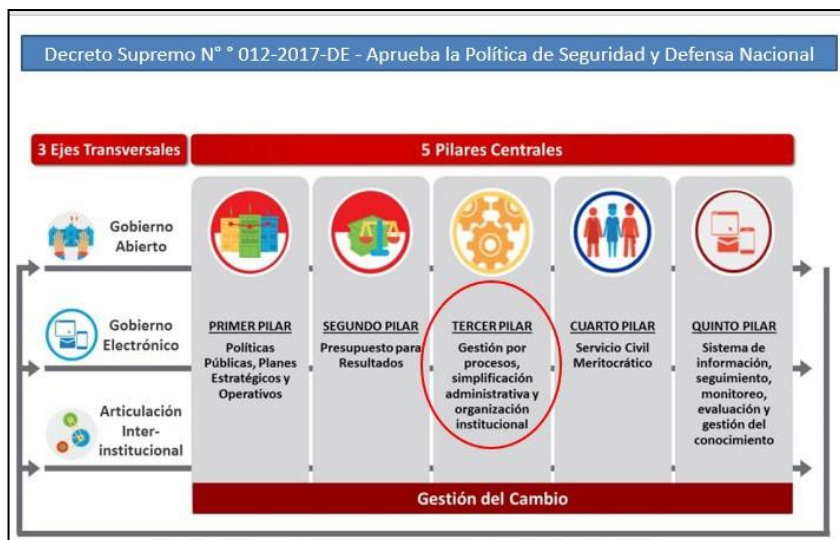 Decreto Supremo N° ° 012-2017-DE - Aprueba la Política de Seguridad y Defensa Nacional
3 Ejes Transversales
5 Pilares Centrales
Gobierno
Abierto
Gobierno
Electrónico
Articulación
Inter-
institucional
PRIMER PILAR
Políticas
Públicas, Planes
Estratégicos y
Operativos
SEGUNDO PILAR
Presupuesto para
Resultados
TERCER PILAR
Gestión por
procesos,
simplificación
administrativa y
organización
institucional
CUARTO PILAR
Servicio Civil
Meritocrático
QUINTO PILAR
Sistema de
información,
seguimiento,
monitoreo,
evaluación y
gestión del
conocimiento
Gestión del Cambio